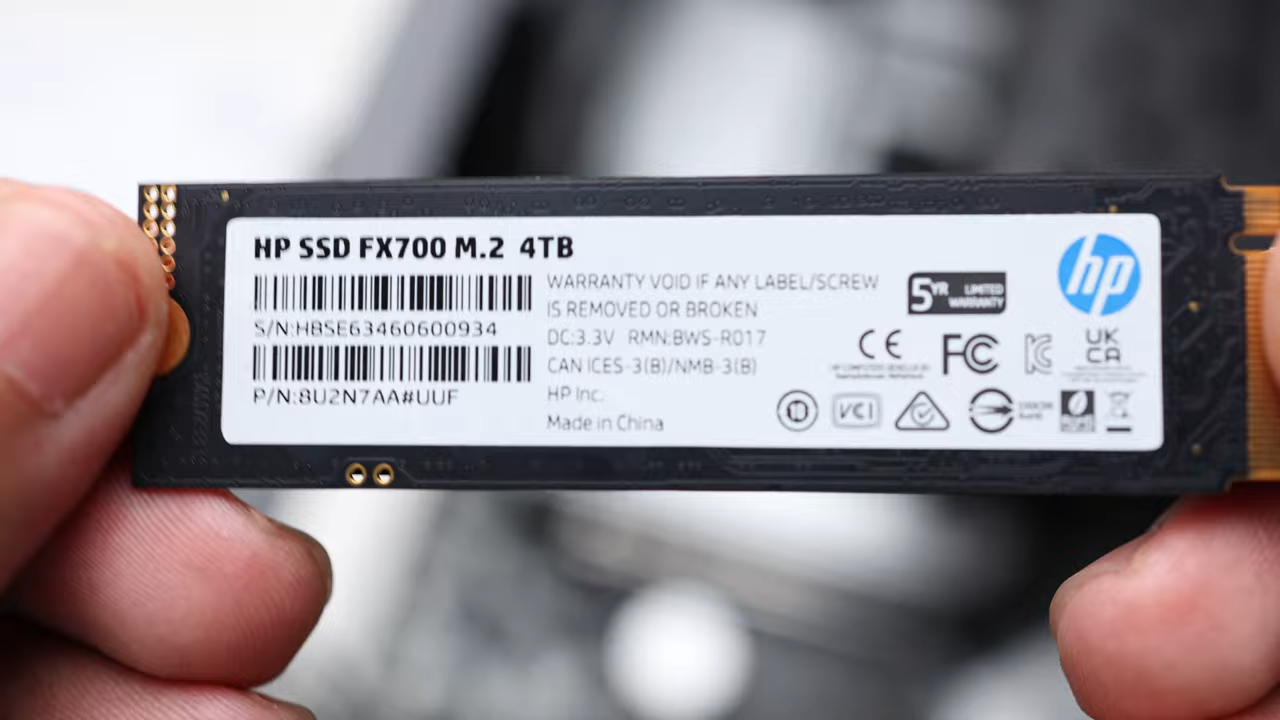 HP SSD FX700 M.2 4TB
S/N:HBSE63460600934
P/N:8U2N7AA#UUF
WARRANTY VOID IF ANY LABEL/SCREW
IS REMOVED OR BROKEN
DC:3.3V RMN:BWS-R017
CAN ICES-3(B)/NMB-3(B)
HP Inc.
Made in China
5YR LIMITED
WARRANTY
hp
CE
FC
UK
CA
10
VCI